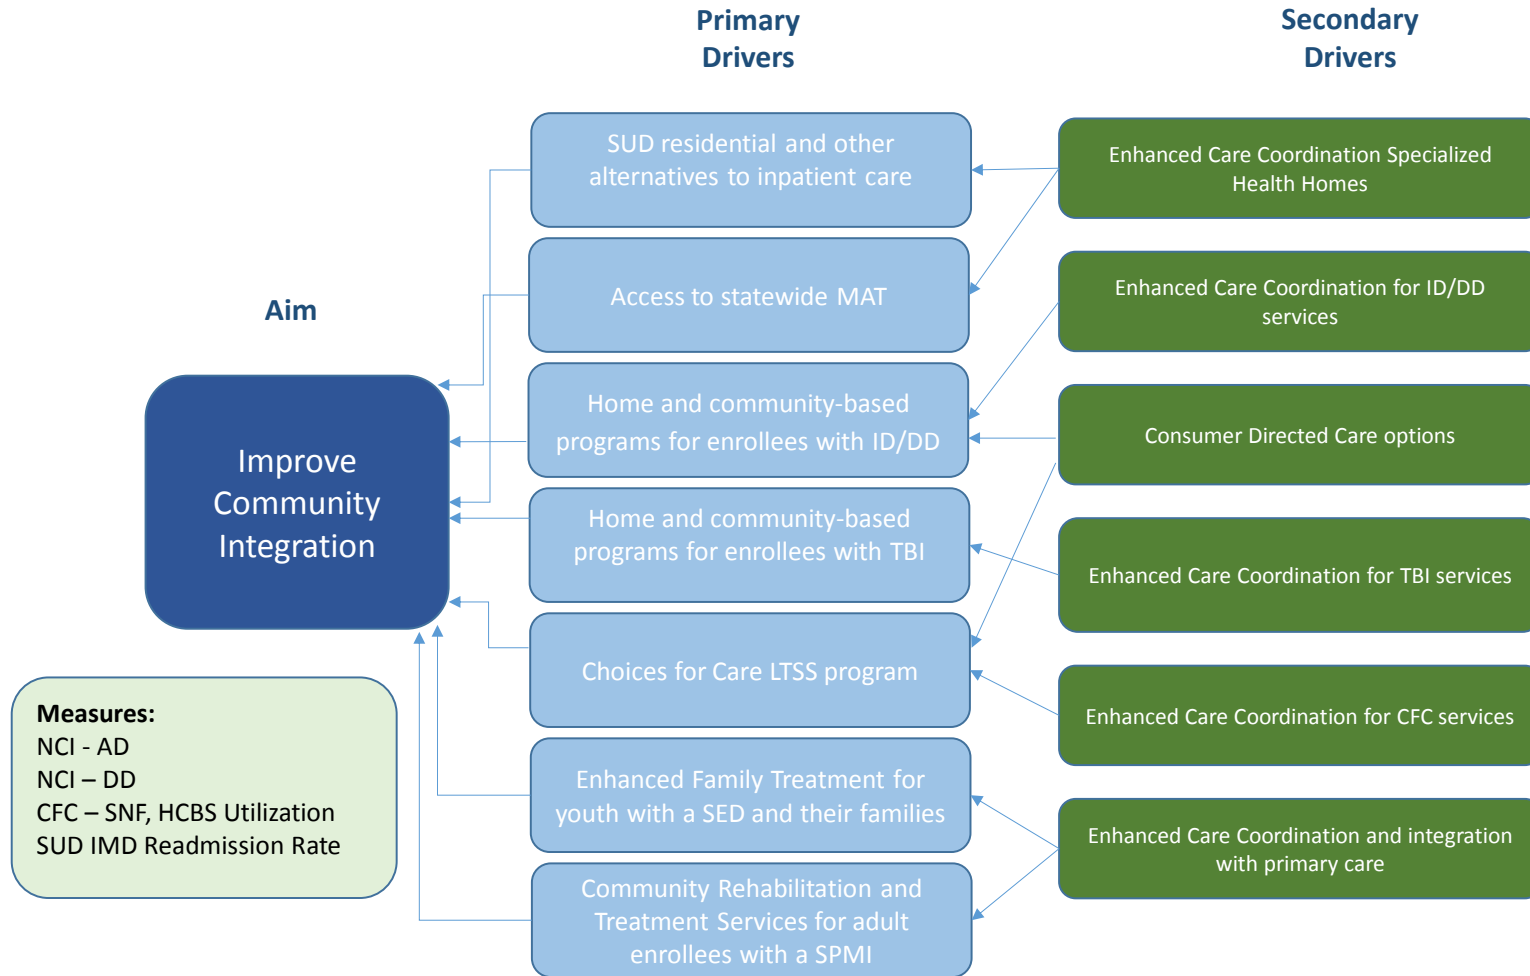 Primary
Drivers
Secondary
Drivers
Aim
Improve
Community
Integration
Measures:
NCI - AD
NCI – DD
CFC – SNF, HCBS Utilization
SUD IMD Readmission Rate
SUD residential and other
alternatives to inpatient care
Access to statewide MAT
Home and community-based
programs for enrollees with ID/DD
Home and community-based
programs for enrollees with TBI
Choices for Care LTSS program
Enhanced Family Treatment for
youth with a SED and their families
Community Rehabilitation and
Treatment Services for adult
enrollees with a SPMI
Enhanced Care Coordination Specialized
Health Homes
Enhanced Care Coordination for ID/DD
services
Consumer Directed Care options
Enhanced Care Coordination for TBI services
Enhanced Care Coordination for CFC services
Enhanced Care Coordination and integration
with primary care